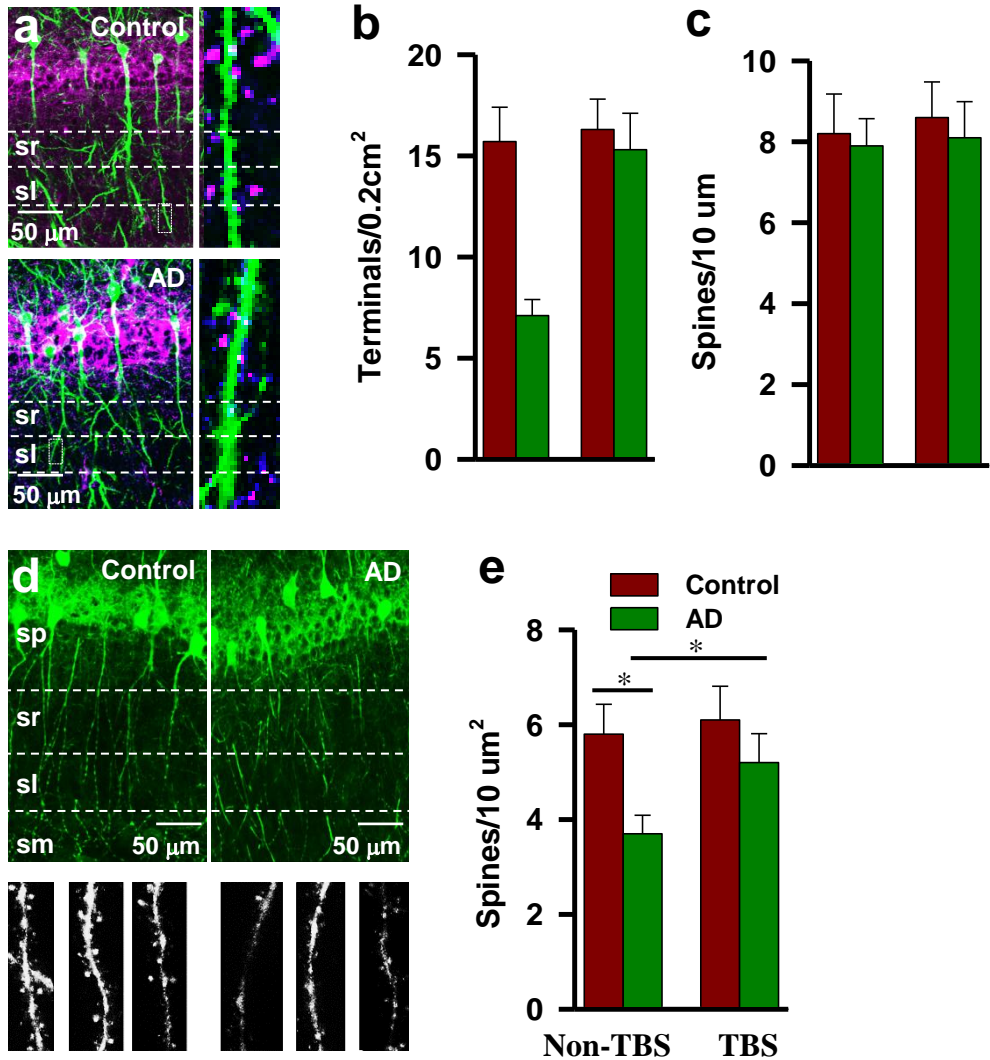 a Control
sr
sl
50 μm
AD
sr
sl
50 μm
b
20
15
10
5
0
Terminals/0.2cm²
c
10
8
6
4
2
0
Spines/10 um
d Control AD
sp
sr
sl
sm 50 μm 50 μm
e
Control
AD
8
6
4
2
0
Spines/10 um²
*
*
Non-TBS TBS